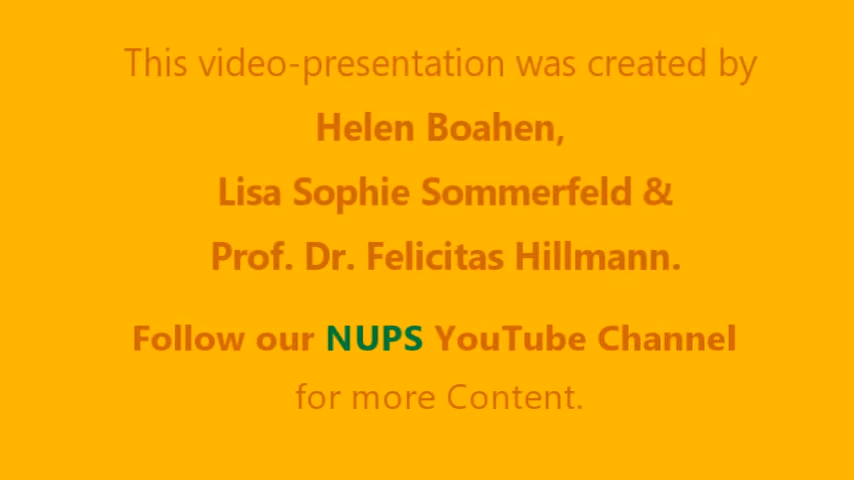 This video-presentation was created by
Helen Boahen,
Lisa Sophie Sommerfeld &
Prof. Dr. Felicitas Hillmann.
Follow our NUPS YouTube Channel
for more Content.